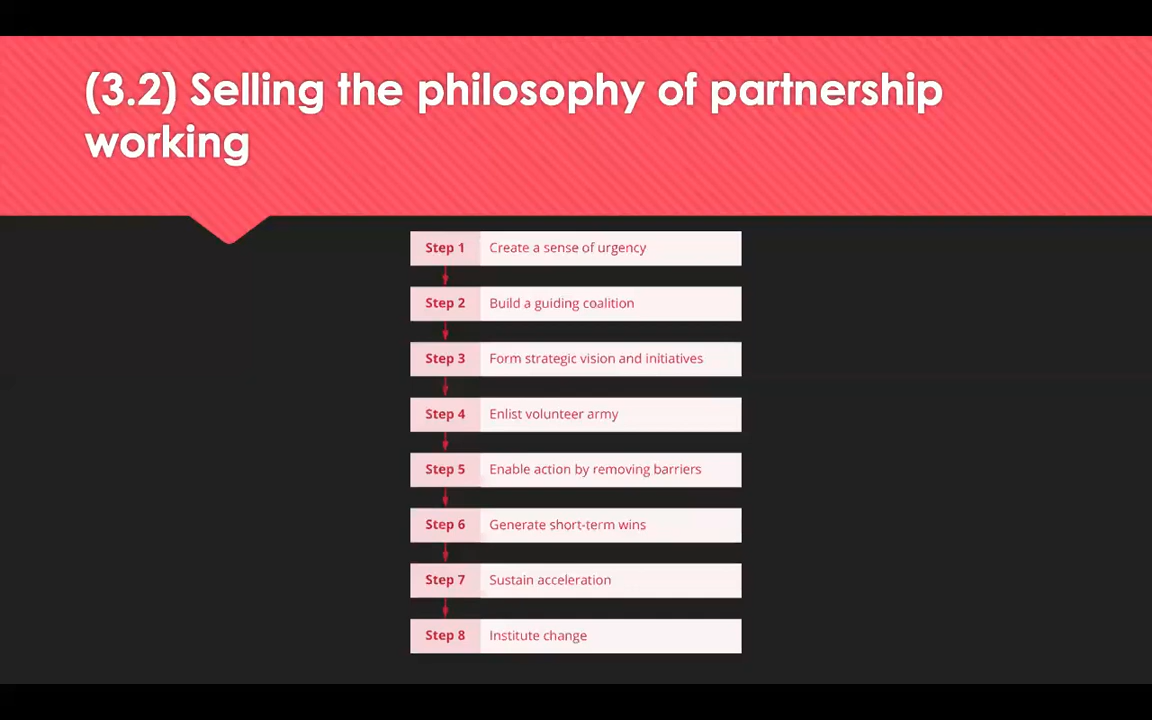 (3.2) Selling the philosophy of partnership
working
Step 1 Create a sense of urgency
Step 2 Build a guiding coalition
Step 3 Form strategic vision and initiatives
Step 4 Enlist volunteer army
Step 5 Enable action by removing barriers
Step 6 Generate short-term wins
Step 7 Sustain acceleration
Step 8 Institute change